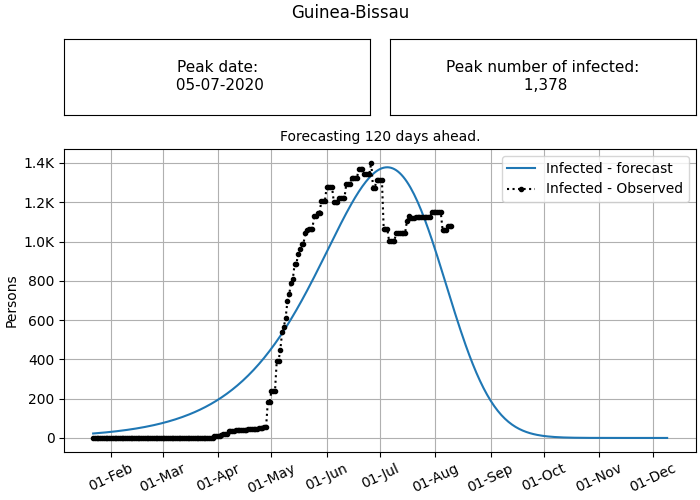 Guinea-Bissau
Peak date:
05-07-2020
Peak number of infected:
1,378
Forecasting 120 days ahead.
Infected - forecast
Infected - Observed
Persons
1.4K
1.2K
1.0K
800
600
400
200
0
01-Feb
01-Mar
01-Apr
01-May
01-Jun
01-Jul
01-Aug
01-Sep
01-Oct
01-Nov
01-Dec